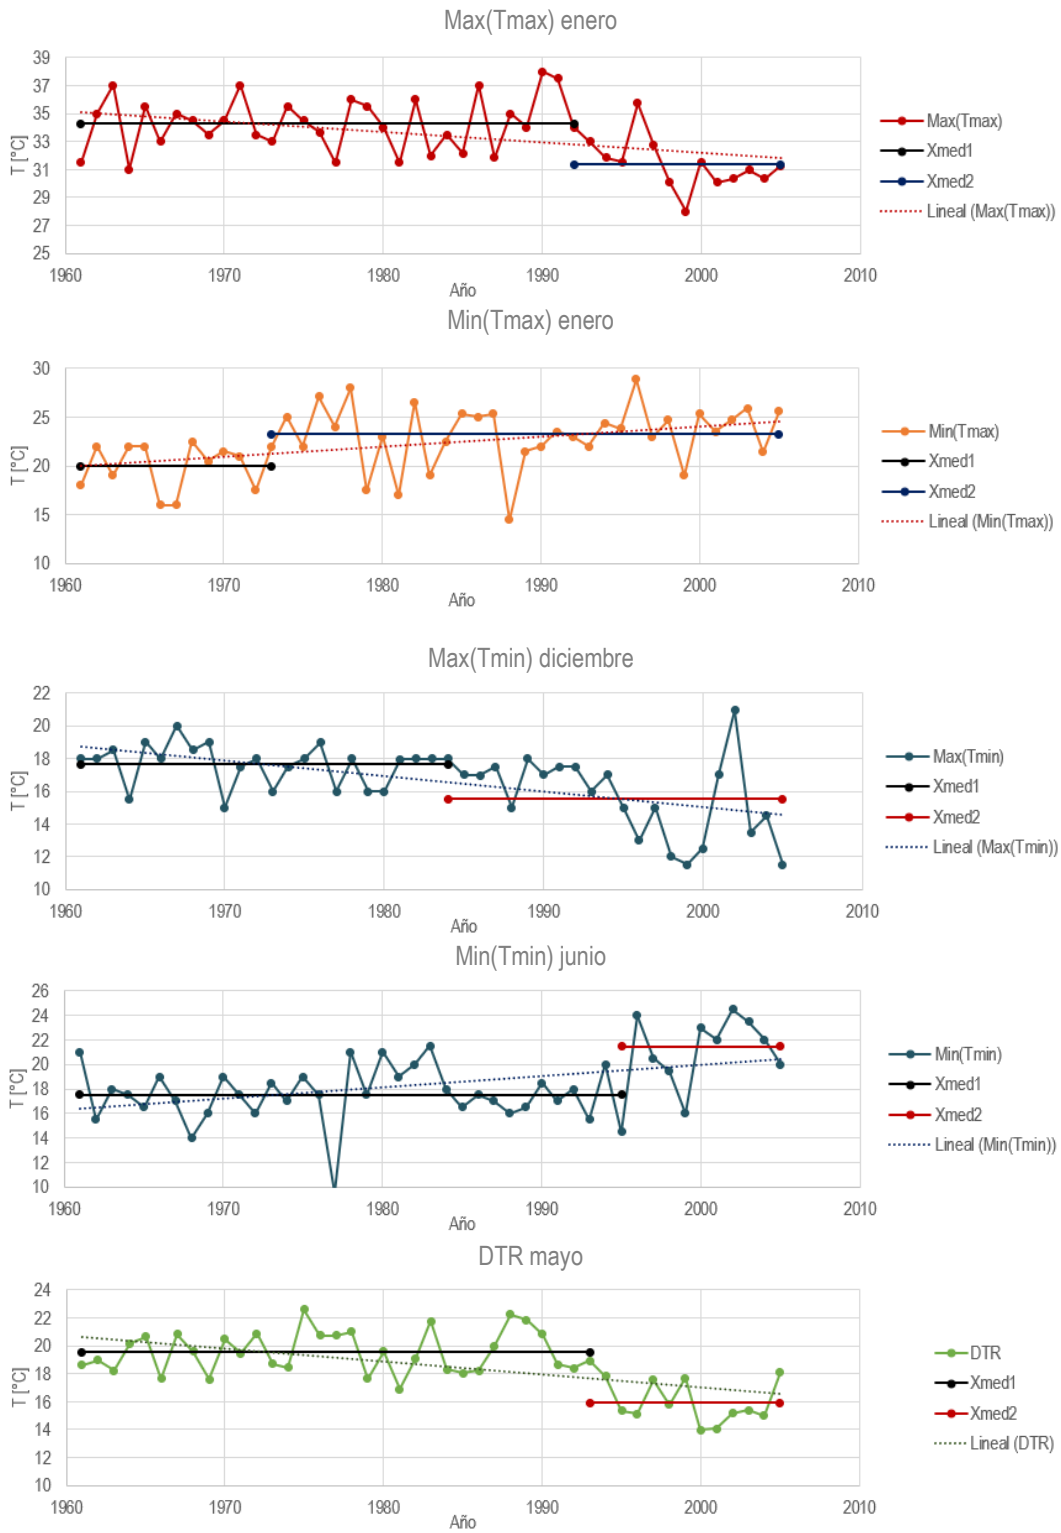 Max(Tmax) enero
39
37
35
33
31
29
27
25
T [°C]
1960
1970
1980
1990
2000
2010
Año
Max(Tmax)
Xmed1
Xmed2
Lineal (Max(Tmax))
Min(Tmax) enero
30
25
20
15
10
T [°C]
1960
1970
1980
1990
2000
2010
Año
Min(Tmax)
Xmed1
Xmed2
Lineal (Min(Tmax))
Max(Tmin) diciembre
22
20
18
16
14
12
10
T [°C]
1960
1970
1980
1990
2000
2010
Año
Max(Tmin)
Xmed1
Xmed2
Lineal (Max(Tmin))
Min(Tmin) junio
26
24
22
20
18
16
14
12
10
T [°C]
1960
1970
1980
1990
2000
2010
Año
Min(Tmin)
Xmed1
Xmed2
Lineal (Min(Tmin))
DTR mayo
24
22
20
18
16
14
12
10
T [°C]
1960
1970
1980
1990
2000
2010
Año
DTR
Xmed1
Xmed2
Lineal (DTR)